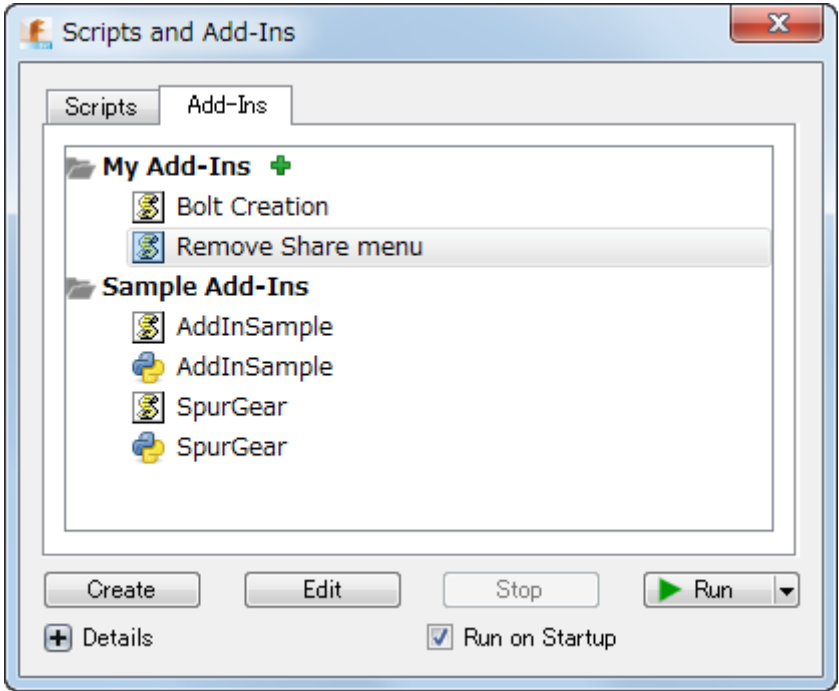 Scripts and Add-Ins
Scripts Add-Ins
My Add-Ins
Bolt Creation
Remove Share menu
Sample Add-Ins
AddInSample
AddInSample
SpurGear
SpurGear
Create Edit Stop Run
Details Run on Startup